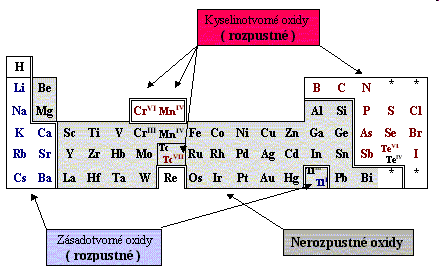 Kyselinotvorné oxidy
( rozpustné )
H
Li Be B C N * *
Na Mg Cr^VI Mn^IV Al Si P S Cl
K Ca Sc Ti V Cr^III Mn^IV Fe Co Ni Cu Zn Ga Ge As Se Br
Rb Sr Y Zr Hb Mo Tc Tc^VII Ru Rh Pd Ag Cd In Sn Sb Te^VI Te^IV I
Cs Ba La Hf Ta W Re Os Ir Pt Au Hg Tl^I Pb Bi * *
Zásadotvorné oxidy
( rozpustné )
Nerozpustné oxidy